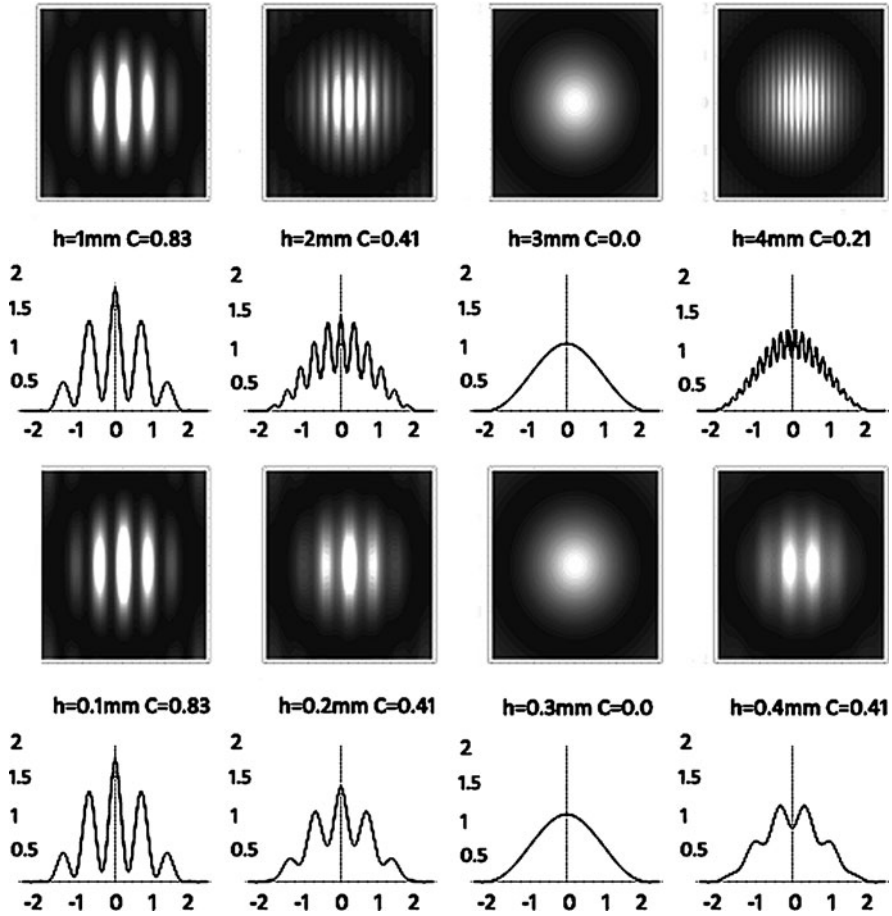 h=1mm C=0.83 h=2mm C=0.41 h=3mm C=0.0 h=4mm C=0.21
2 2 2 2
1.5 1.5 1.5 1.5
1 1 1 1
0.5 0.5 0.5 0.5
-2 -1 0 1 2 -2 -1 0 1 2 -2 -1 0 1 2 -2 -1 0 1 2
h=0.1mm C=0.83 h=0.2mm C=0.41 h=0.3mm C=0.0 h=0.4mm C=0.41
2 2 2 2
1.5 1.5 1.5 1.5
1 1 1 1
0.5 0.5 0.5 0.5
-2 -1 0 1 2 -2 -1 0 1 2 -2 -1 0 1 2 -2 -1 0 1 2